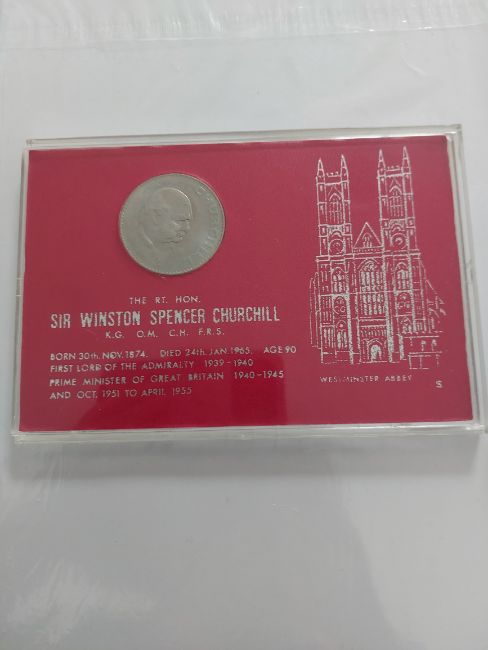 CHURCHILL
THE RT. HON.
SIR WINSTON SPENCER CHURCHILL
K.G. O.M. C.H. F.R.S.
BORN 30th. NOV. 1874. DIED 24th. JAN. 1965. AGE 90
FIRST LORD OF THE ADMIRALTY 1939-1940
PRIME MINISTER OF GREAT BRITAIN 1940-1945
AND OCT. 1951 TO APRIL 1955
WESTMINSTER ABBEY
S